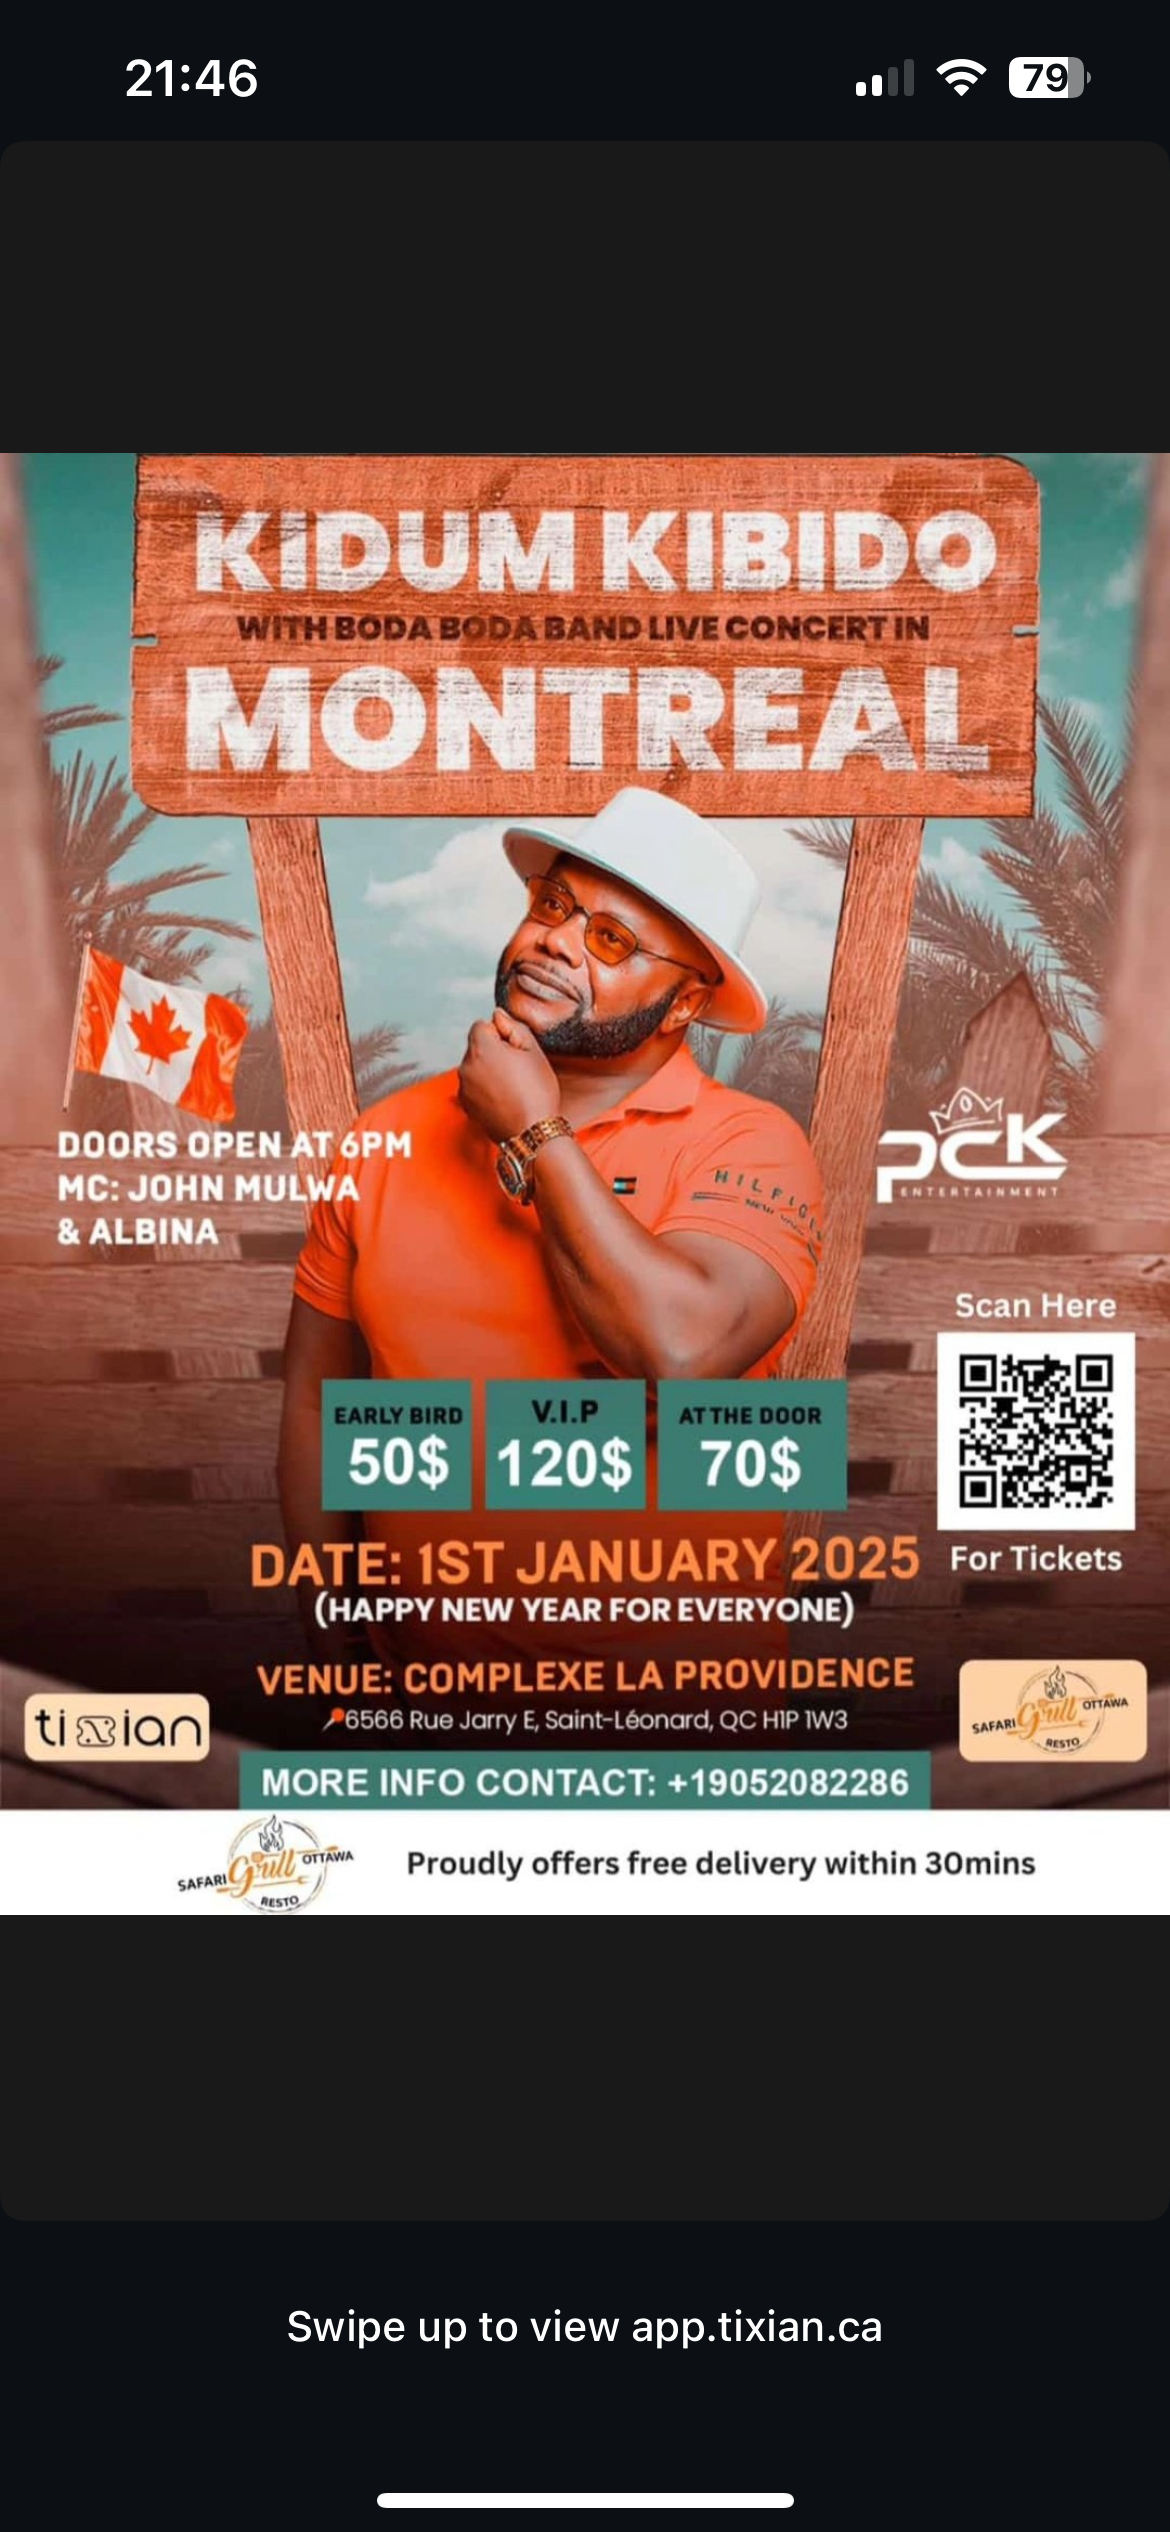 21:46
79
KIDUM KIBIDO
WITH BODA BODA BAND LIVE CONCERT IN
MONTREAL
DOORS OPEN AT 6PM
MC: JOHN MULWA
& ALBINA
PCK
ENTERTAINMENT
HILFIGER
Scan Here
EARLY BIRD
50$
V.I.P
120$
AT THE DOOR
70$
For Tickets
DATE: 1ST JANUARY 2025
(HAPPY NEW YEAR FOR EVERYONE)
VENUE: COMPLEXE LA PROVIDENCE
6566 Rue Jarry E, Saint-Léonard, QC H1P 1W3
tixian
SAFARI Grill OTTAWA
RESTO
MORE INFO CONTACT: +19052082286
SAFARI Grill OTTAWA
RESTO
Proudly offers free delivery within 30mins
Swipe up to view app.tixian.ca